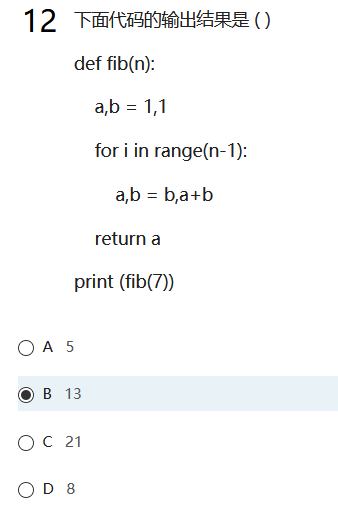 12 下面代码的输出结果是 ( )
def fib(n):
a,b = 1,1
for i in range(n-1):
a,b = b,a+b
return a
print (fib(7))
A 5
B 13
C 21
D 8